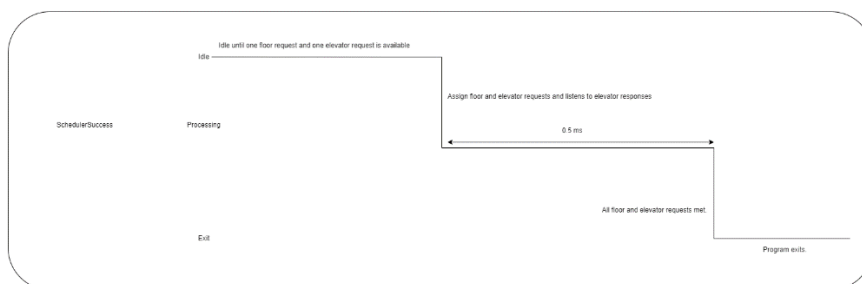 Idle until one floor request and one elevator request is available
Idle
Assign floor and elevator requests and listens to elevator responses
SchedulerSuccess
Processing
0.5 ms
All floor and elevator requests met.
Exit
Program exits.